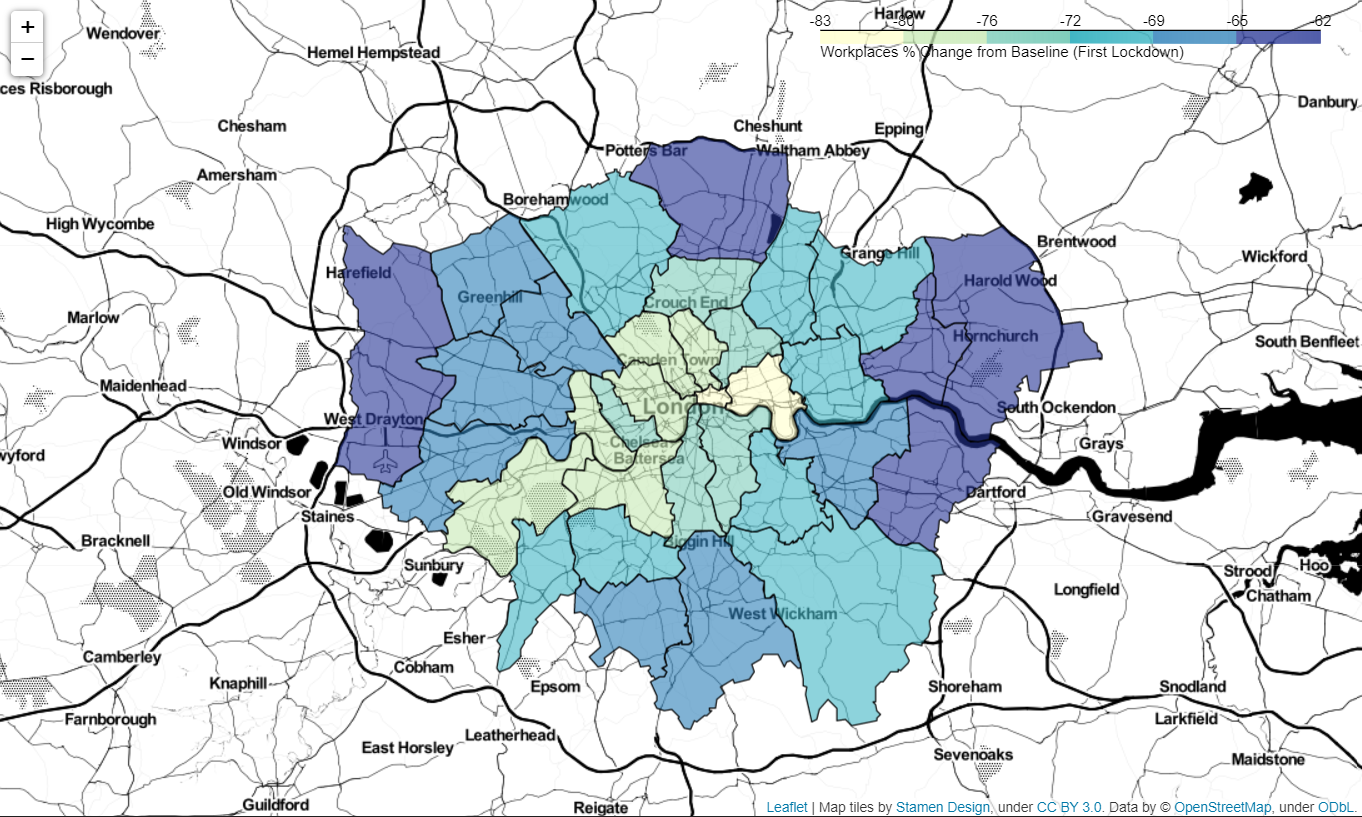 +
−
-83 -80 -76 -72 -69 -65 -62
Workplaces % Change from Baseline (First Lockdown)
Harlow
Wendover
Hemel Hempstead
ces Risborough
Danbury
Chesham
Cheshunt
Epping
Potters Bar
Waltham Abbey
Amersham
Borehamwood
High Wycombe
Brentwood
Grange Hill
Wickford
Harefield
Harold Wood
Greenhill
Crouch End
Marlow
Hornchurch
South Benfleet
Camden Town
Maidenhead
London
South Ockendon
West Drayton
Windsor
Chelsea
Grays
wyford
Battersea
Old Windsor
Dartford
Staines
Gravesend
Bracknell
Biggin Hill
Sunbury
Strood
Hoo
Longfield
Chatham
West Wickham
Esher
Camberley
Cobham
Knaphill
Epsom
Shoreham
Snodland
Farnborough
Larkfield
Leatherhead
East Horsley
Sevenoaks
Maidstone
Guildford
Reigate
Leaflet | Map tiles by Stamen Design, under CC BY 3.0. Data by © OpenStreetMap, under ODbL.